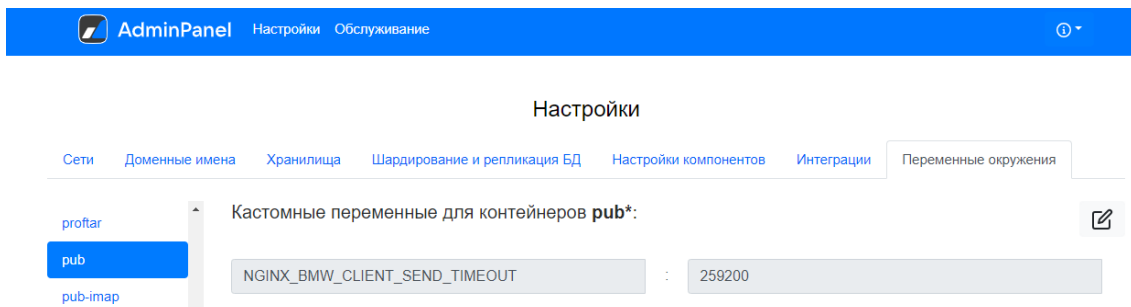 AdminPanel Настройки Обслуживание
Настройки
Сети Доменные имена Хранилища Шардирование и репликация БД Настройки компонентов Интеграции Переменные окружения
proftar
Кастомные переменные для контейнеров pub*:
pub
NGINX_BMW_CLIENT_SEND_TIMEOUT : 259200
pub-imap